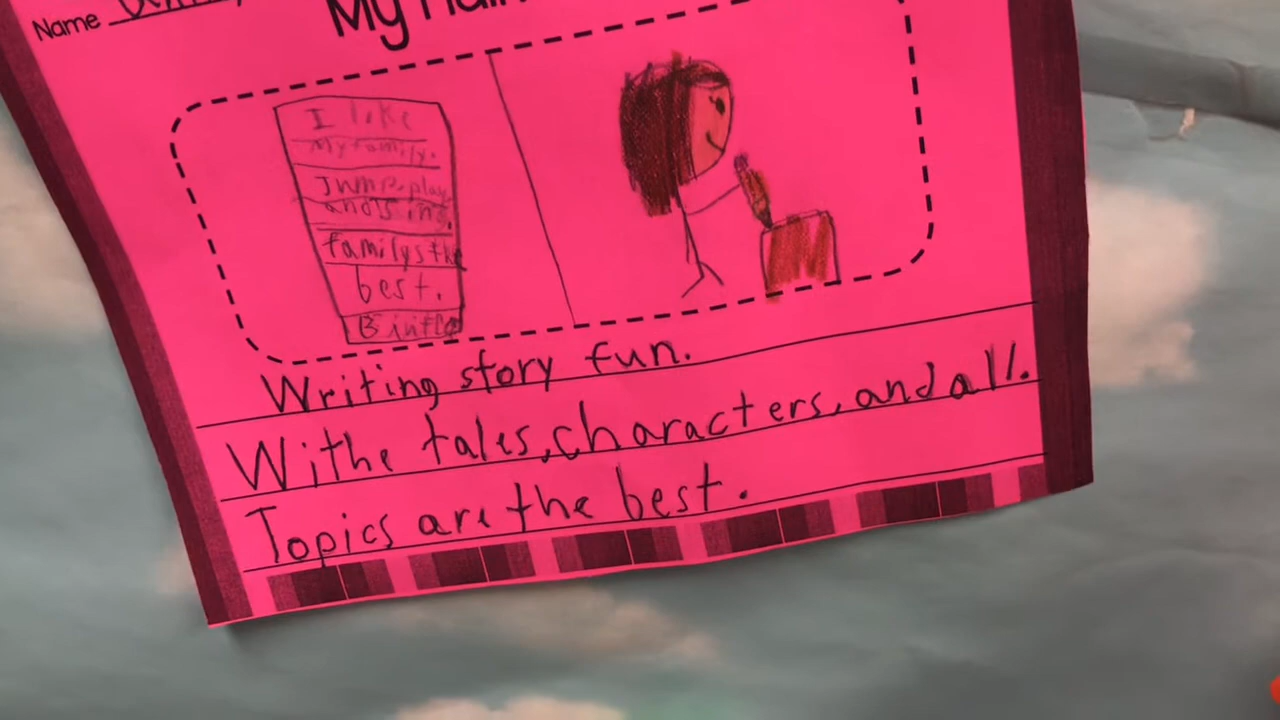 Name
My
I like
My family.
Jump, play
and sing.
familys the
best.
Writing story fun.
Withe tales, characters, and all.
Topics are the best.